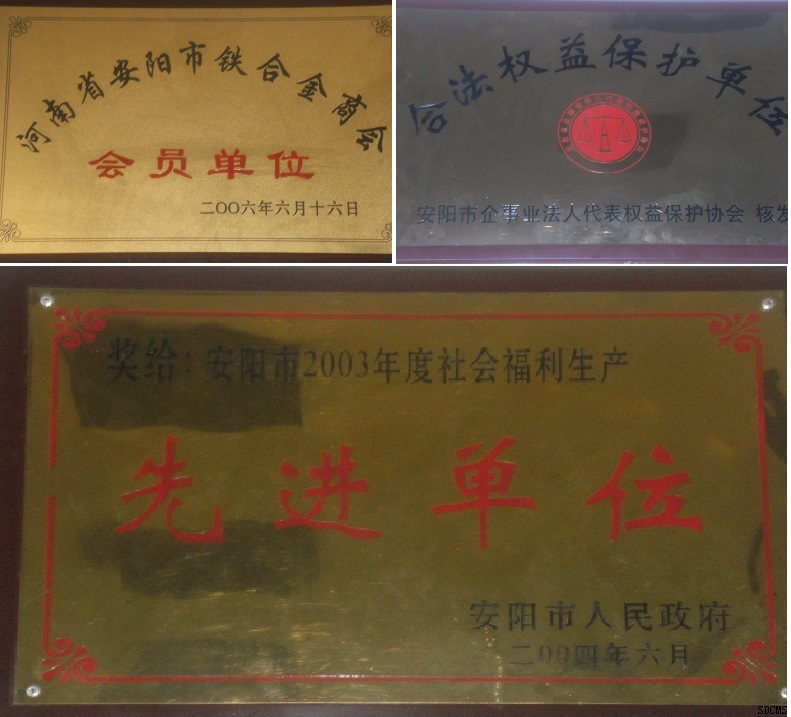 河南省安阳市铁合金商会
会员单位
二OO六年六月十六日
合法权益保护单位
安阳市企事业法人代表权益保护协会 核发
奖给：安阳市2003年度社会福利生产
先进单位
安阳市人民政府
二00四年六月
SDCMS